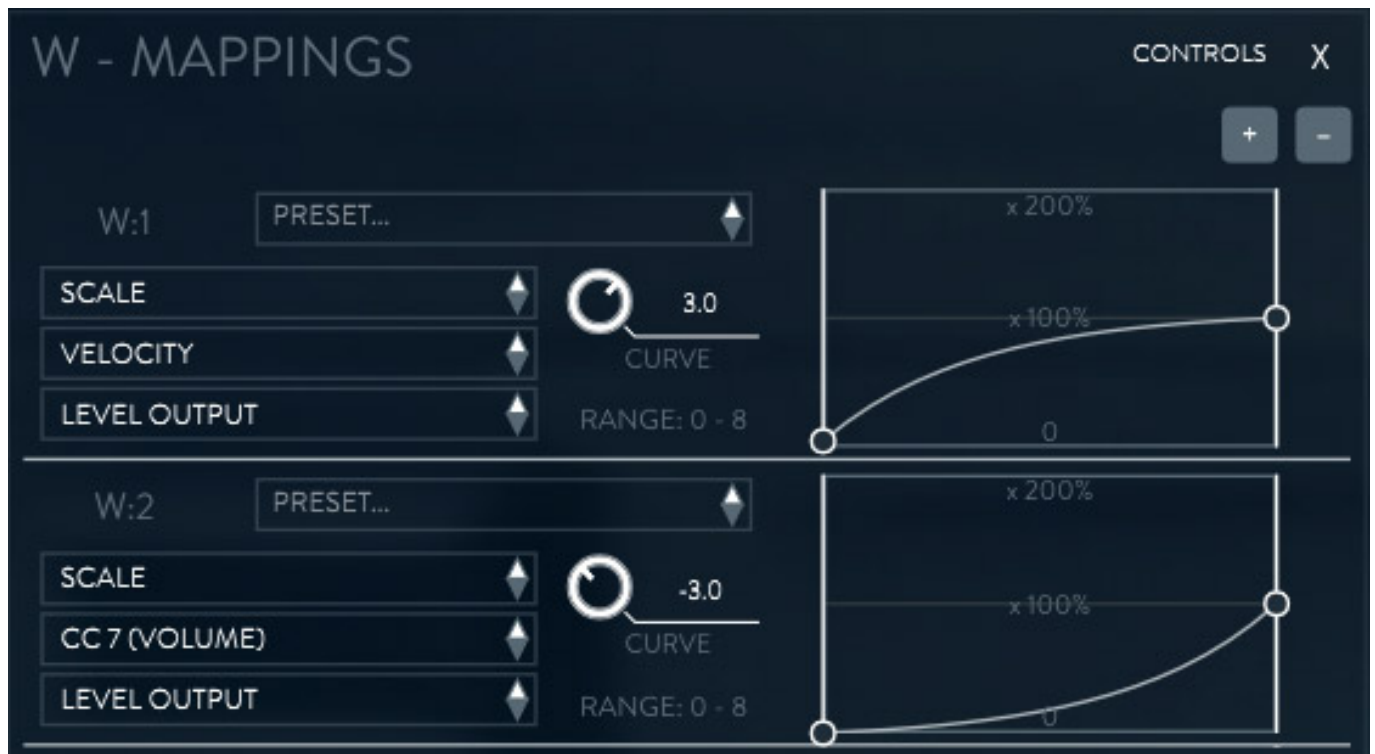 W - MAPPINGS
CONTROLS X
+ -
W:1 PRESET...
x 200%
SCALE
3.0
x 100%
VELOCITY
CURVE
LEVEL OUTPUT
RANGE: 0 - 8
0
W:2 PRESET...
x 200%
SCALE
-3.0
x 100%
CC 7 (VOLUME)
CURVE
LEVEL OUTPUT
RANGE: 0 - 8
0